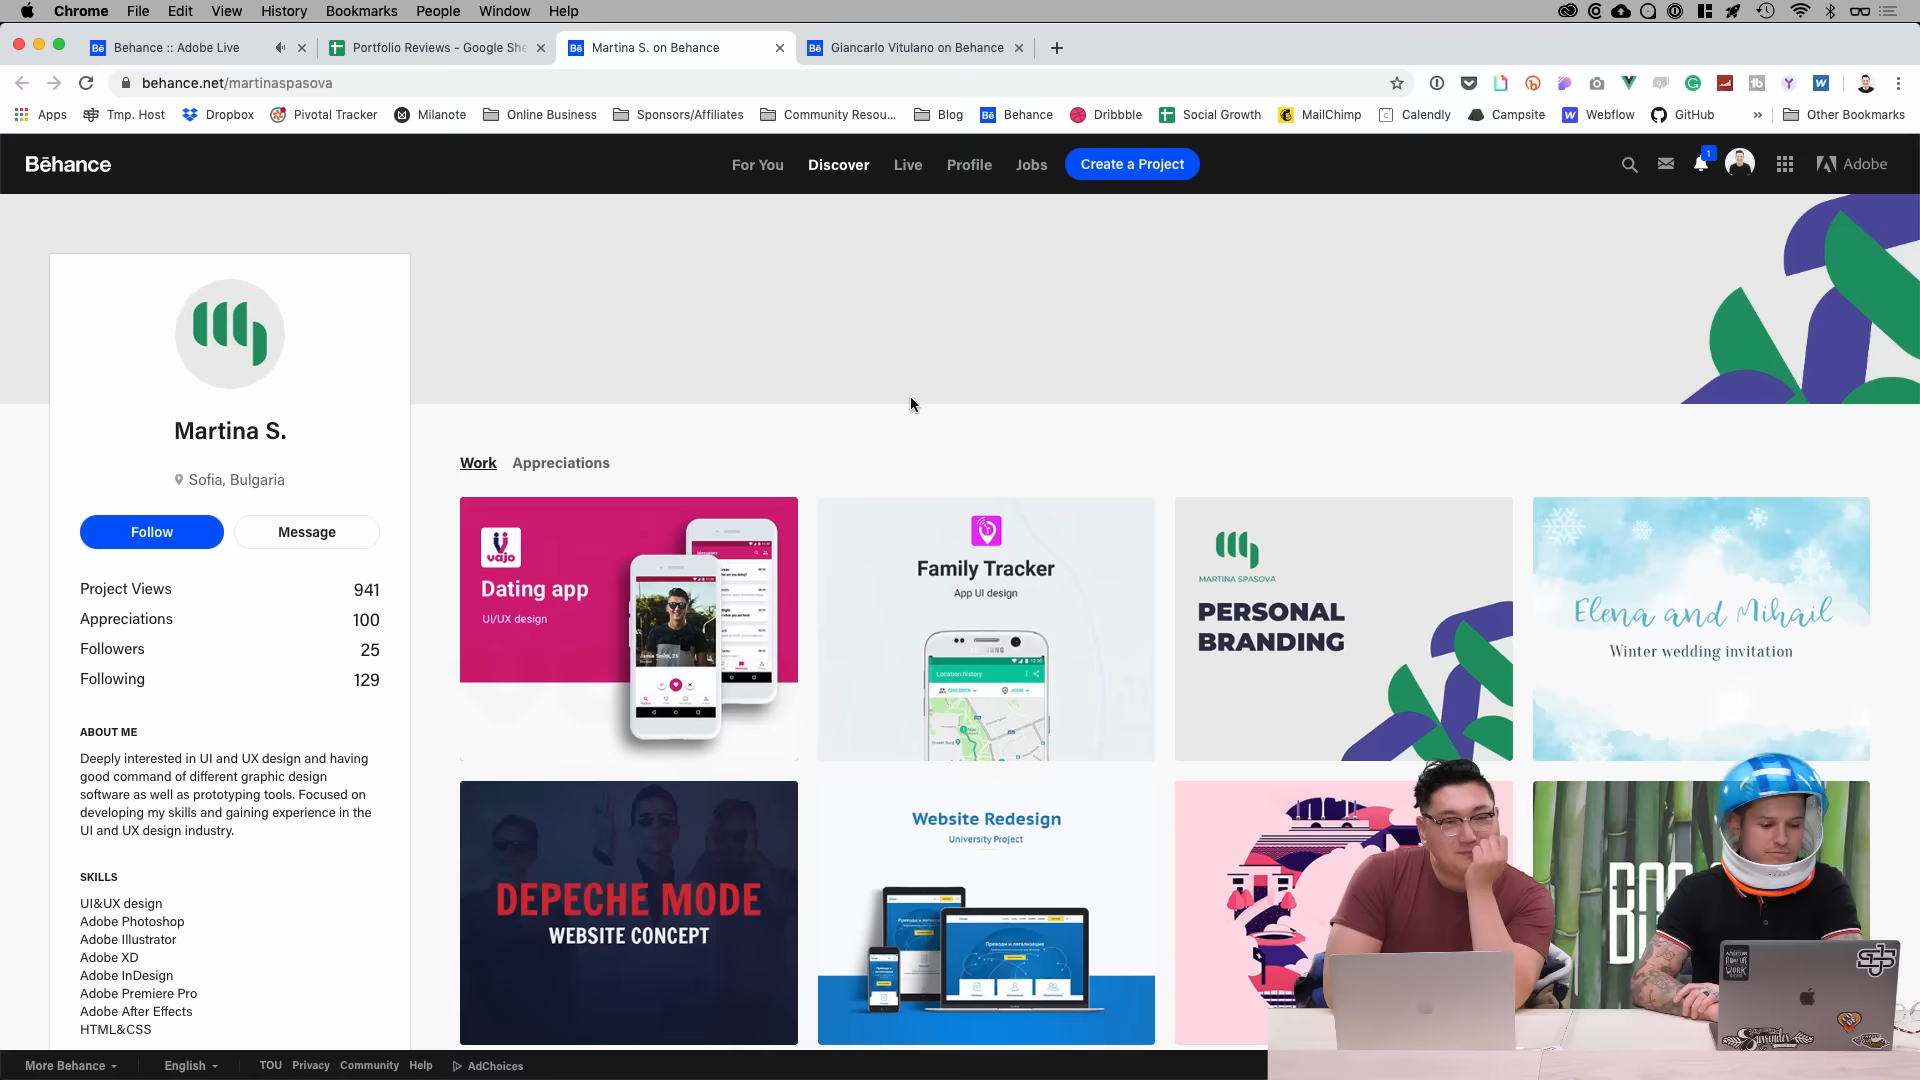 Chrome File Edit View History Bookmarks People Window Help
Behance :: Adobe Live
Portfolio Reviews - Google She
Martina S. on Behance
Giancarlo Vitulano on Behance
behance.net/martinaspasova
Apps Tmp. Host Dropbox Pivotal Tracker Milanote Online Business Sponsors/Affiliates Community Resou... Blog Behance Dribbble Social Growth MailChimp Calendly Campsite Webflow GitHub » Other Bookmarks
Bēhance
For You Discover Live Profile Jobs Create a Project
1
Adobe
Martina S.
Sofia, Bulgaria
Follow Message
Project Views 941
Appreciations 100
Followers 25
Following 129
ABOUT ME
Deeply interested in UI and UX design and having
good command of different graphic design
software as well as prototyping tools. Focused on
developing my skills and gaining experience in the
UI and UX design industry.
SKILLS
UI&UX design
Adobe Photoshop
Adobe Illustrator
Adobe XD
Adobe InDesign
Adobe Premiere Pro
Adobe After Effects
HTML&CSS
Work Appreciations
vajo
Dating app
UI/UX design
Family Tracker
App UI design
SAMSUNG
Location history
CHILDREN
MARTINA SPASOVA
PERSONAL
BRANDING
Elena and Mihail
Winter wedding invitation
DEPECHE MODE
WEBSITE CONCEPT
Website Redesign
University Project
Преводи и легализация
More Behance English TOU Privacy Community Help AdChoices